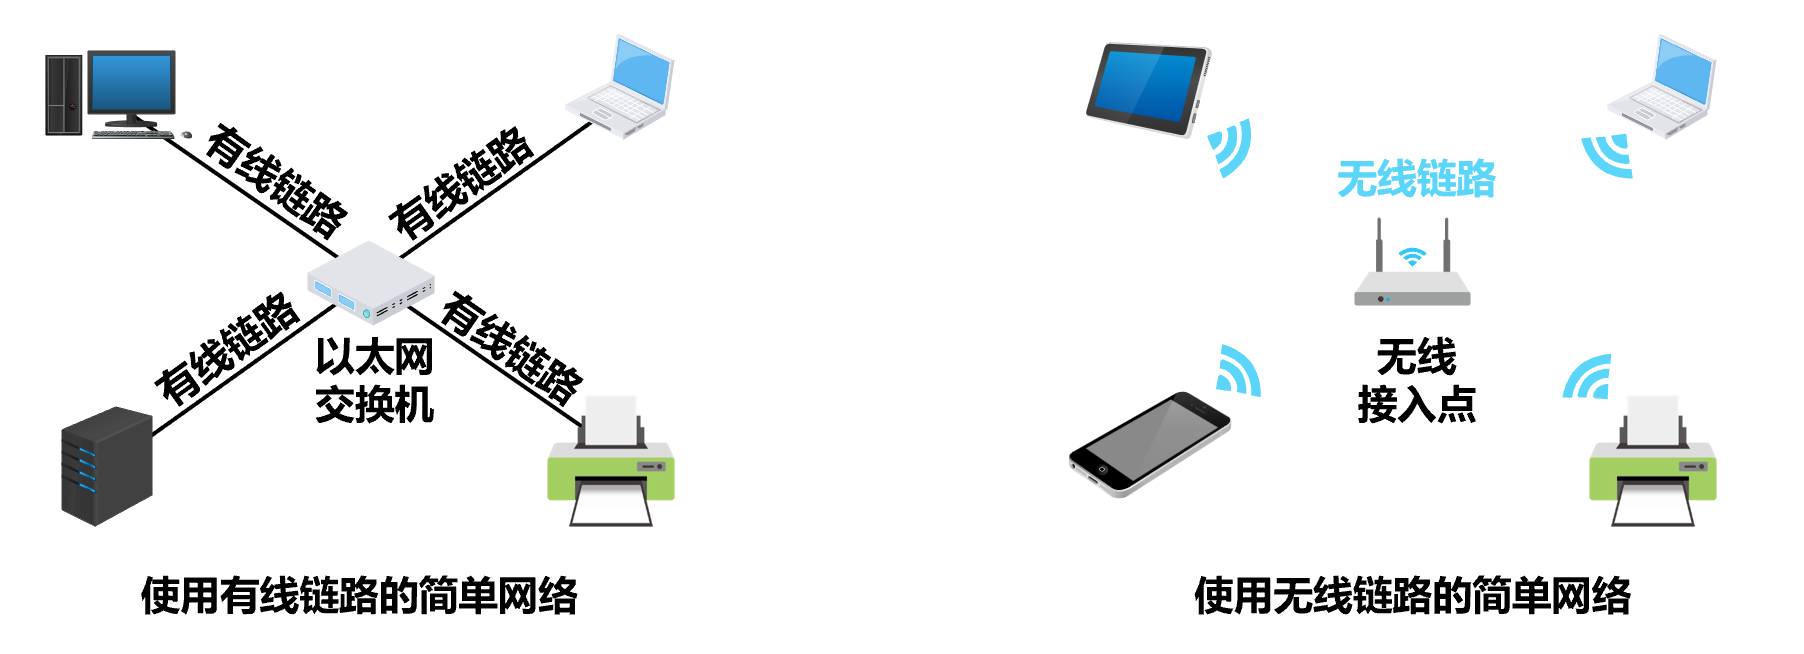 有线链路
有线链路
有线链路
有线链路
以太网
交换机
使用有线链路的简单网络
无线链路
无线
接入点
使用无线链路的简单网络